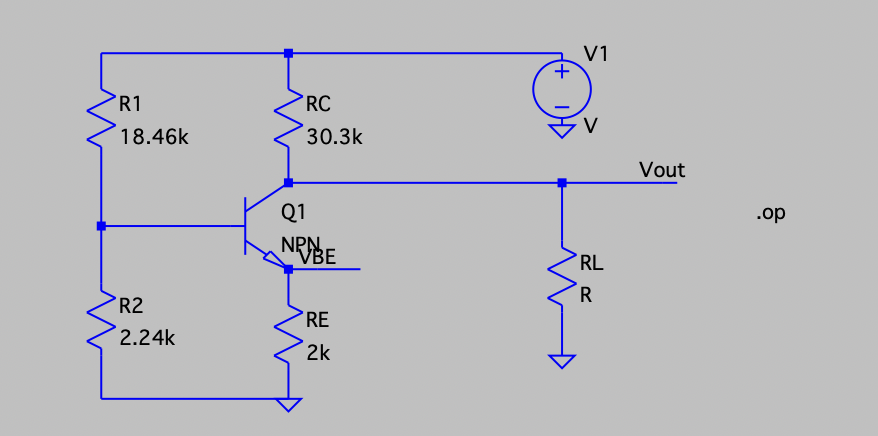 V1
R1
RC
18.46k
30.3k
V
Vout
Q1
.op
NPN
VBE
RL
R
R2
RE
2.24k
2k